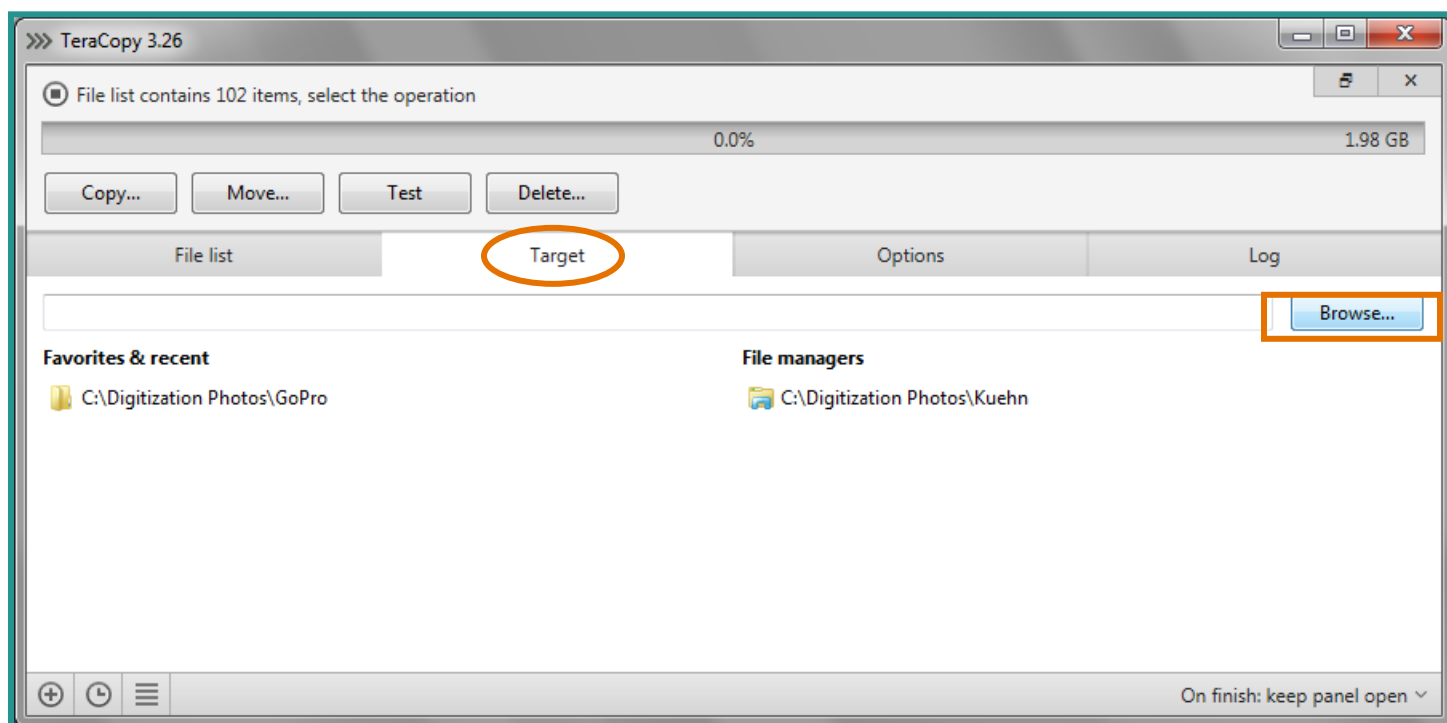 TeraCopy 3.26
File list contains 102 items, select the operation
0.0% 1.98 GB
Copy... Move... Test Delete...
File list Target Options Log
Browse...
Favorites & recent File managers
C:\Digitization Photos\GoPro C:\Digitization Photos\Kuehn
On finish: keep panel open